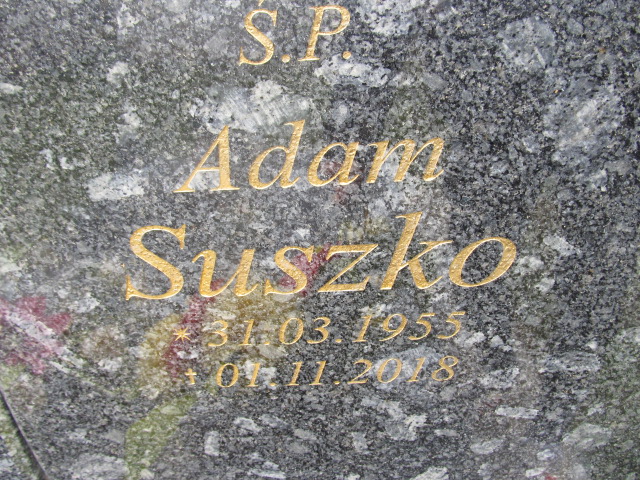 Ś.P.
Adam
Suszko
* 31.03.1955
† 01.11.2018